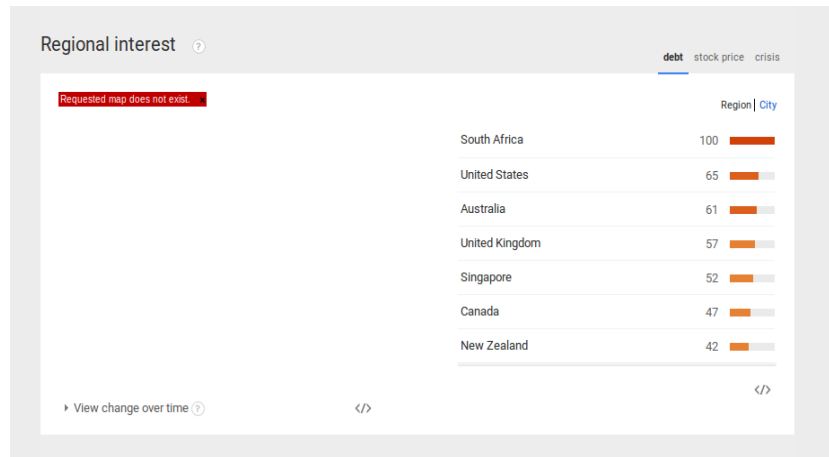 Regional interest ?
debt stock price crisis
Requested map does not exist. x
Region | City
South Africa 100
United States 65
Australia 61
United Kingdom 57
Singapore 52
Canada 47
New Zealand 42
</>
View change over time ? </>